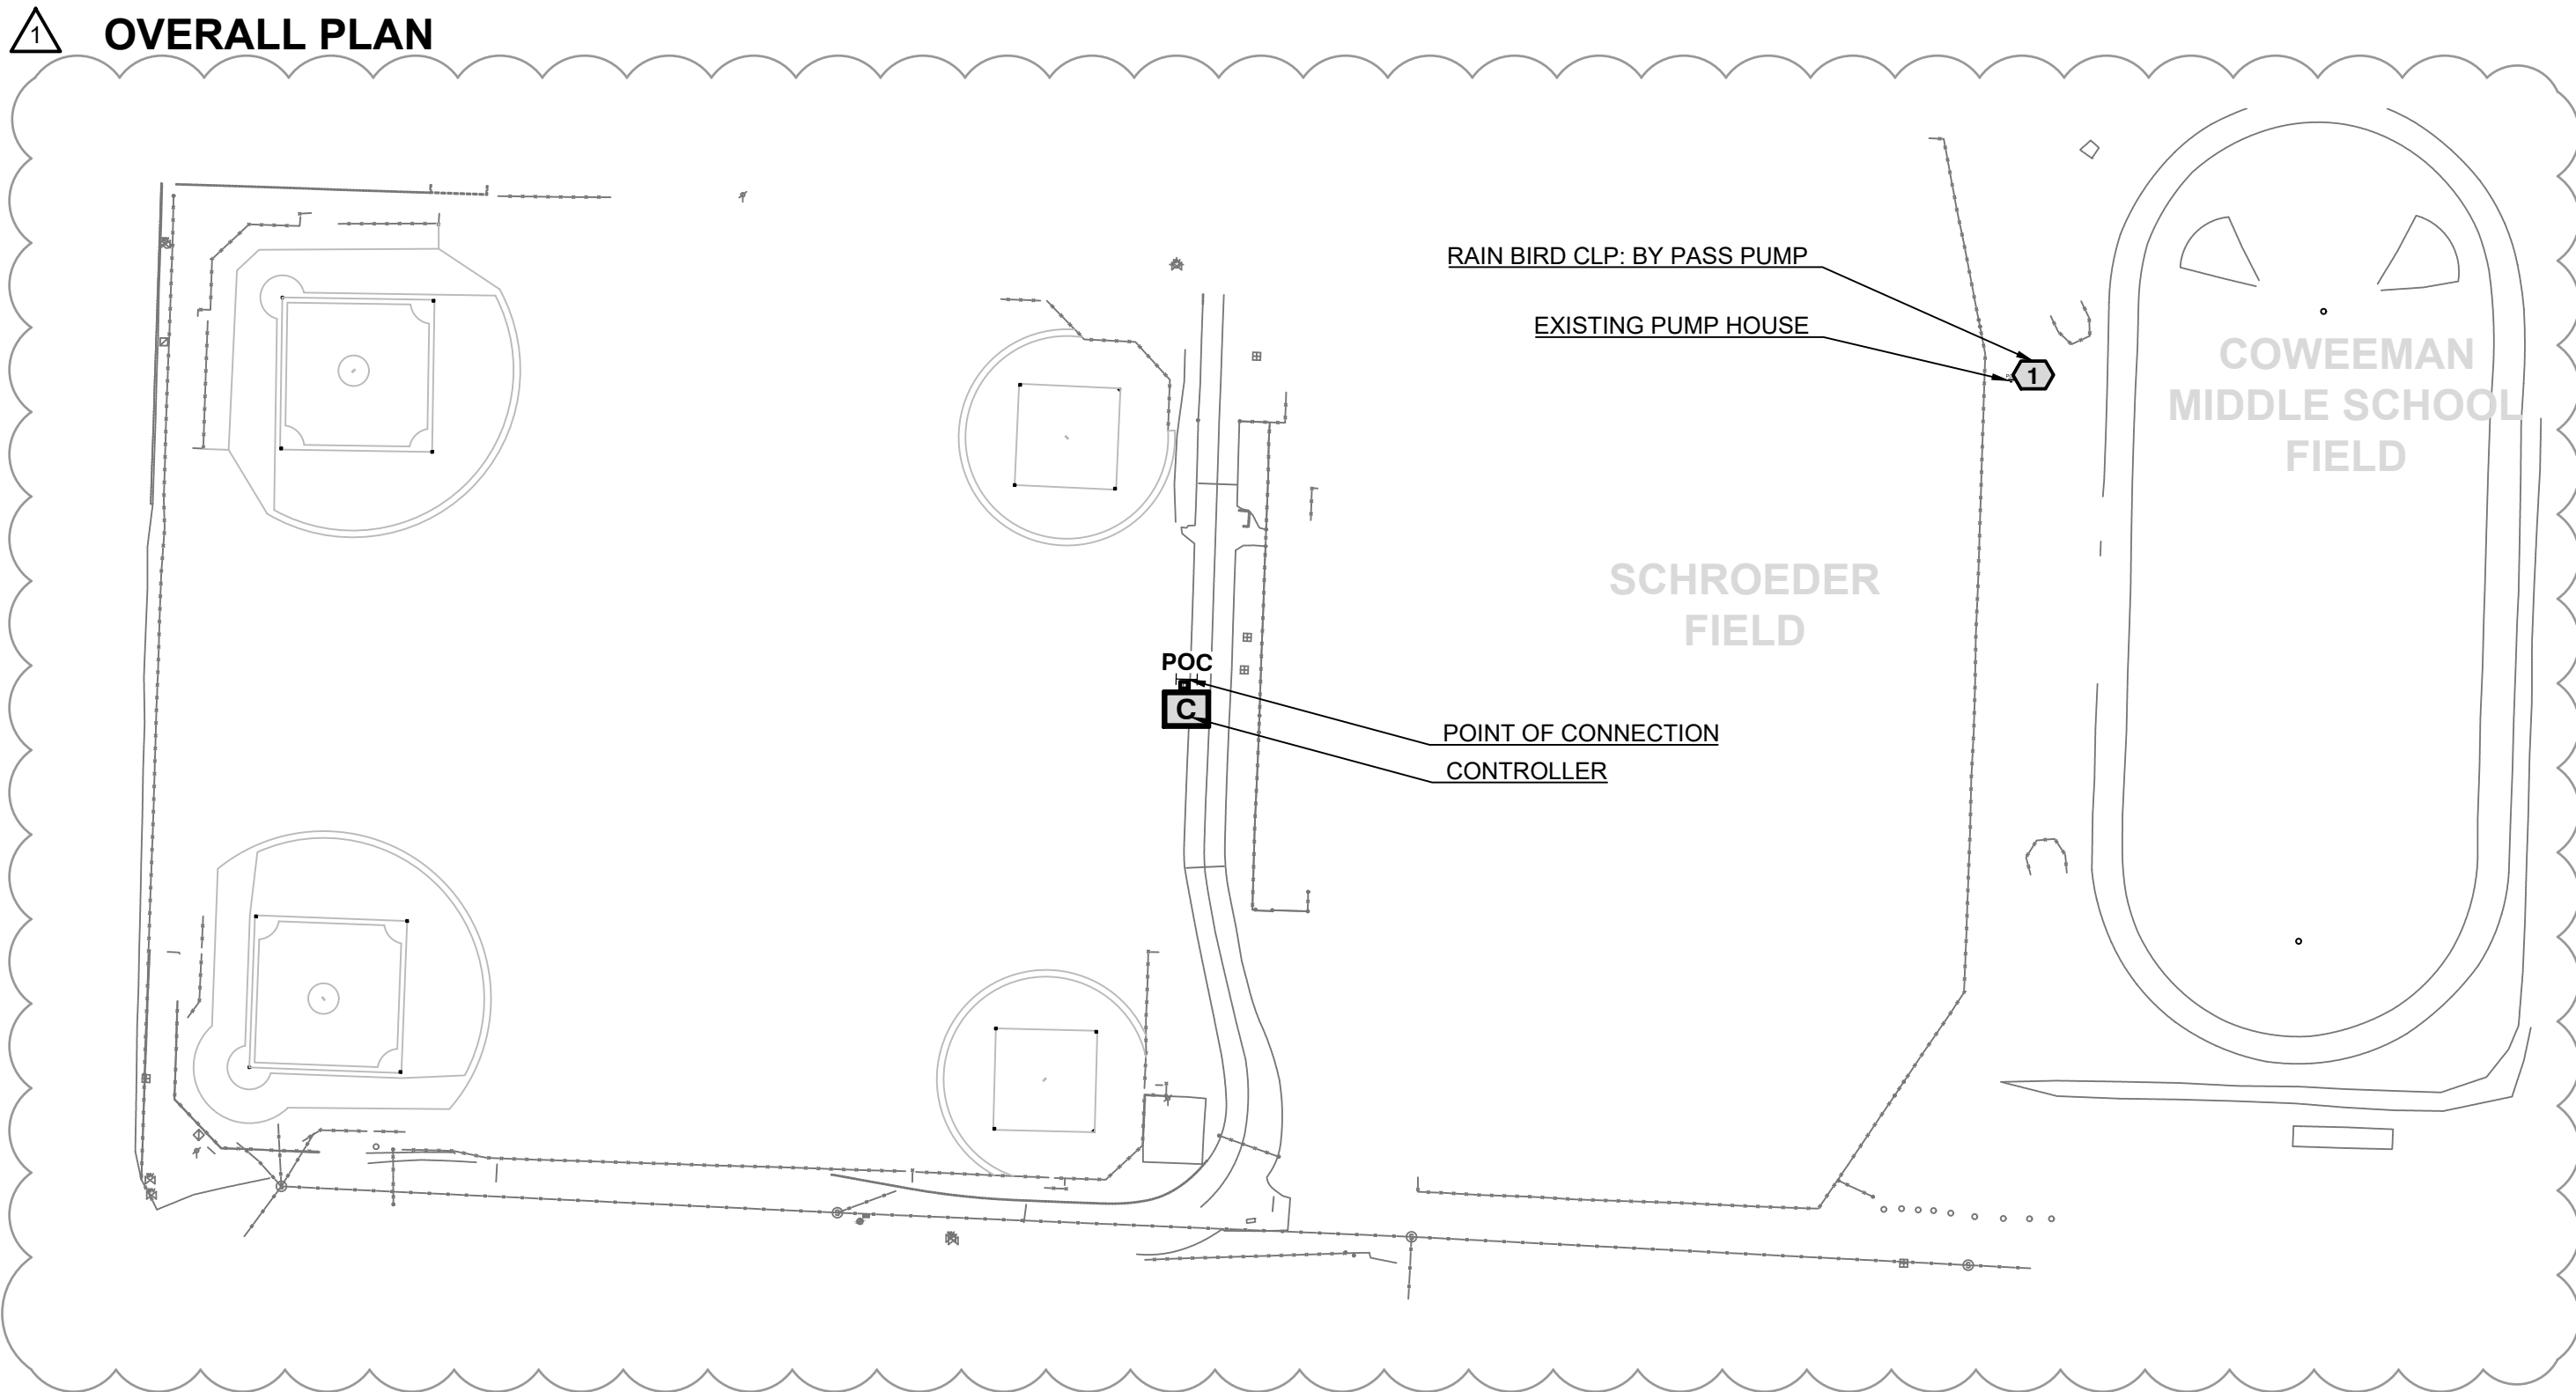 1
OVERALL PLAN
RAIN BIRD CLP: BY PASS PUMP
EXISTING PUMP HOUSE
1
COWEEMAN
MIDDLE SCHOOL
FIELD
SCHROEDER
FIELD
POC
C
POINT OF CONNECTION
CONTROLLER